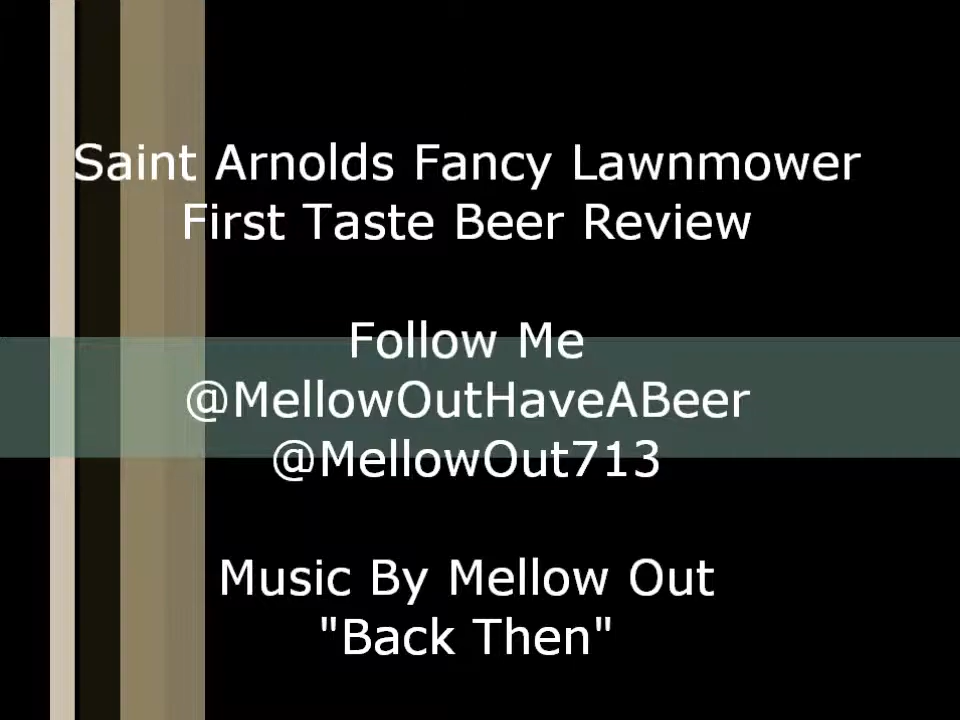 Saint Arnolds Fancy Lawnmower
First Taste Beer Review
Follow Me
@MellowOutHaveABeer
@MellowOut713
Music By Mellow Out
"Back Then"